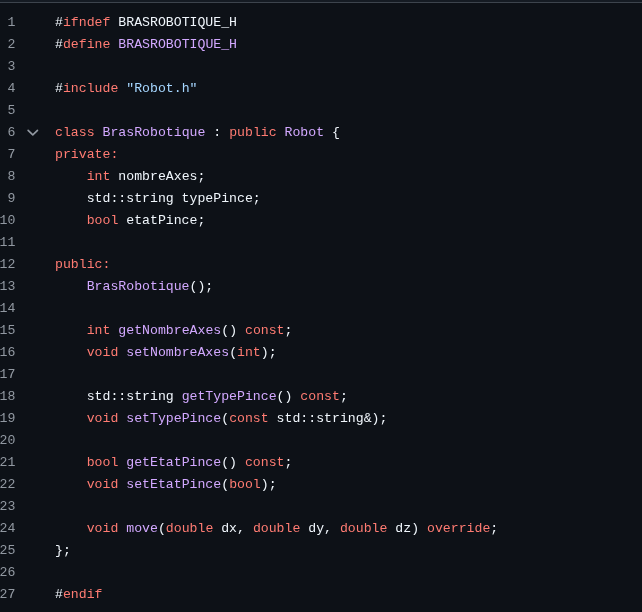 1 #ifndef BRASROBOTIQUE_H
2 #define BRASROBOTIQUE_H
3
4 #include "Robot.h"
5
6 class BrasRobotique : public Robot {
7 private:
8     int nombreAxes;
9     std::string typePince;
10     bool etatPince;
11
12 public:
13     BrasRobotique();
14
15     int getNombreAxes() const;
16     void setNombreAxes(int);
17
18     std::string getTypePince() const;
19     void setTypePince(const std::string&);
20
21     bool getEtatPince() const;
22     void setEtatPince(bool);
23
24     void move(double dx, double dy, double dz) override;
25 };
26
27 #endif